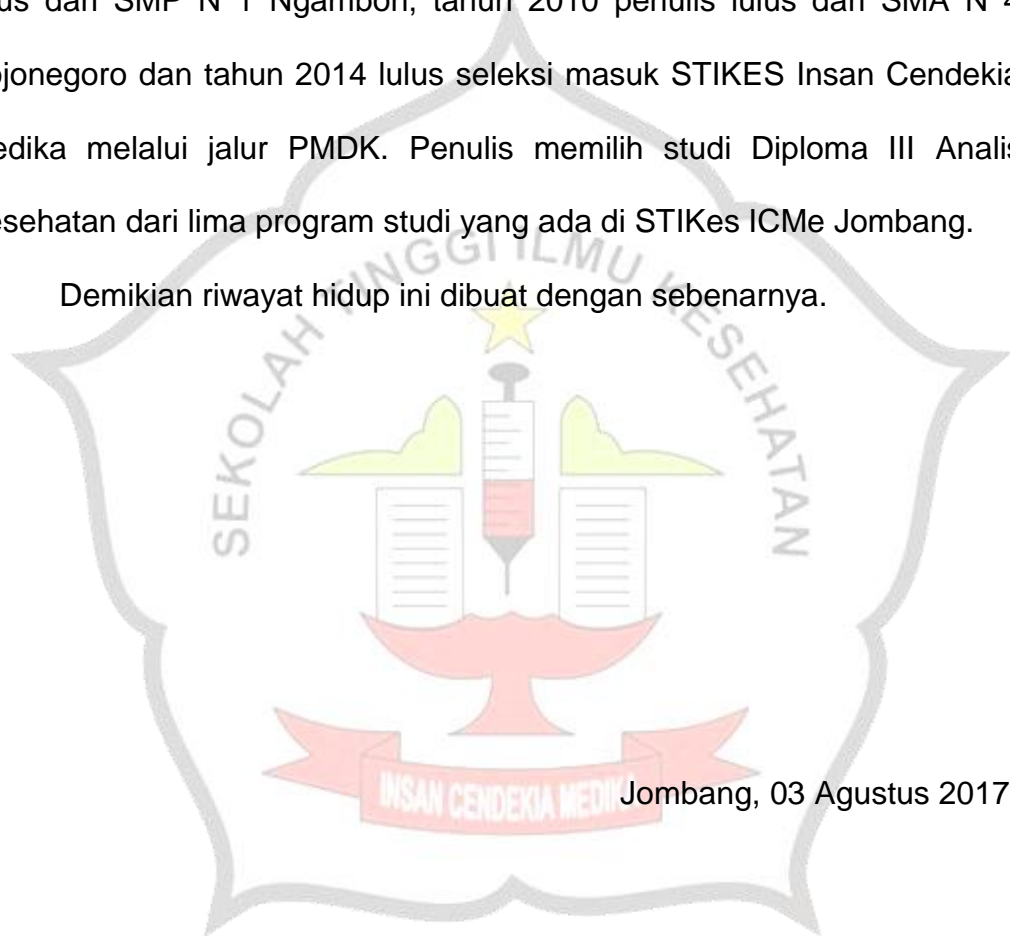 us dari SMP N 1 Ngambon, tahun 2010 penulis lulus dari SMA N 4
ojonegoro dan tahun 2014 lulus seleksi masuk STIKES Insan Cendekia
edika melalui jalur PMDK. Penulis memilih studi Diploma III Analis
esehatan dari lima program studi yang ada di STIKes ICMe Jombang.
Demikian riwayat hidup ini dibuat dengan sebenarnya.
SEKOLAH TINGGI ILMU KESEHATAN
INSAN CENDEKIA MEDIKA
Jombang, 03 Agustus 2017